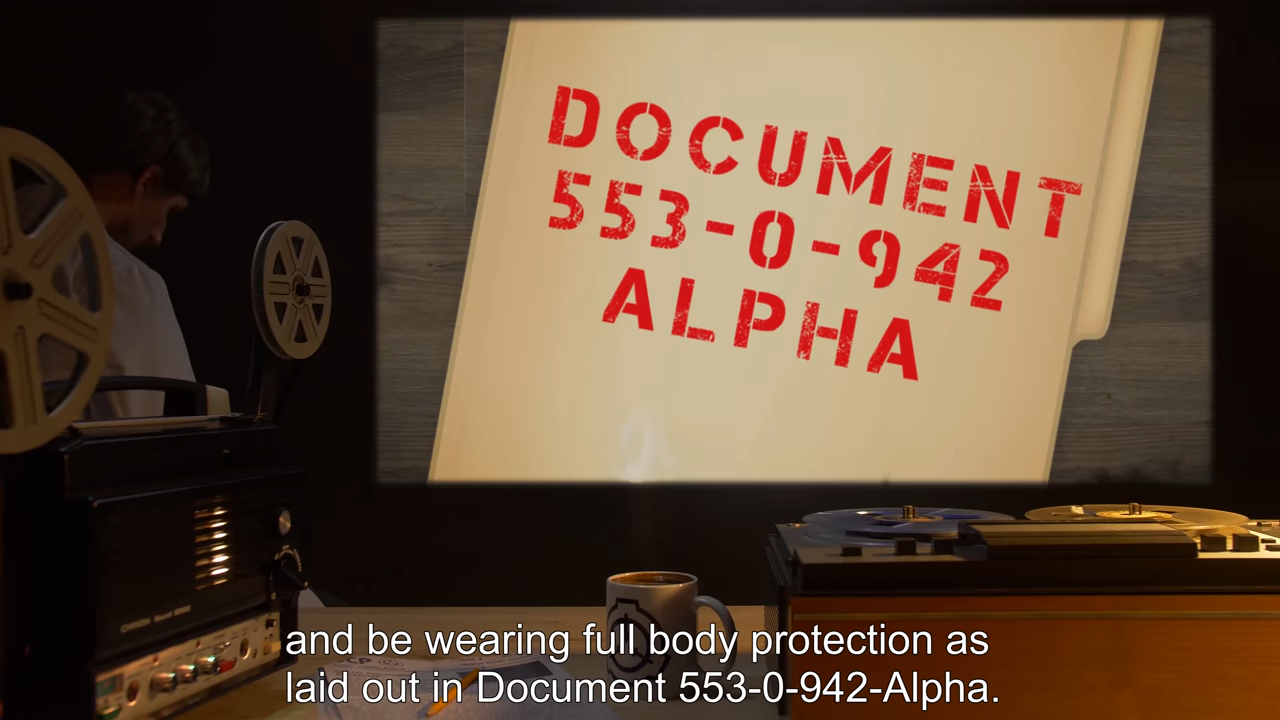 DOCUMENT
553-0-942
ALPHA
and be wearing full body protection as
laid out in Document 553-0-942-Alpha.